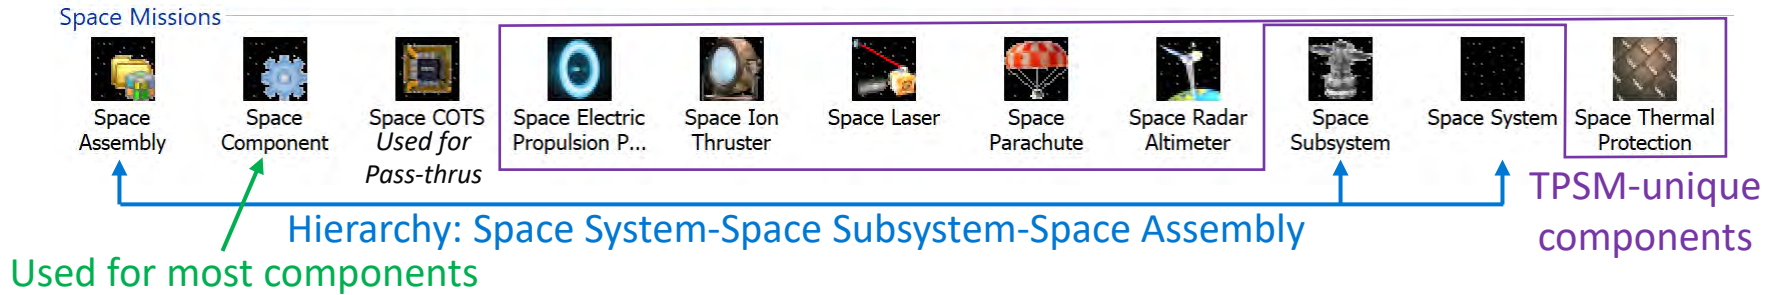 Space Missions
Space
Assembly
Space
Component
Space COTS
Used for
Pass-thrus
Space Electric
Propulsion P...
Space Ion
Thruster
Space Laser
Space
Parachute
Space Radar
Altimeter
Space
Subsystem
Space System
Space Thermal
Protection
TPSM-unique
components
Hierarchy: Space System-Space Subsystem-Space Assembly
Used for most components